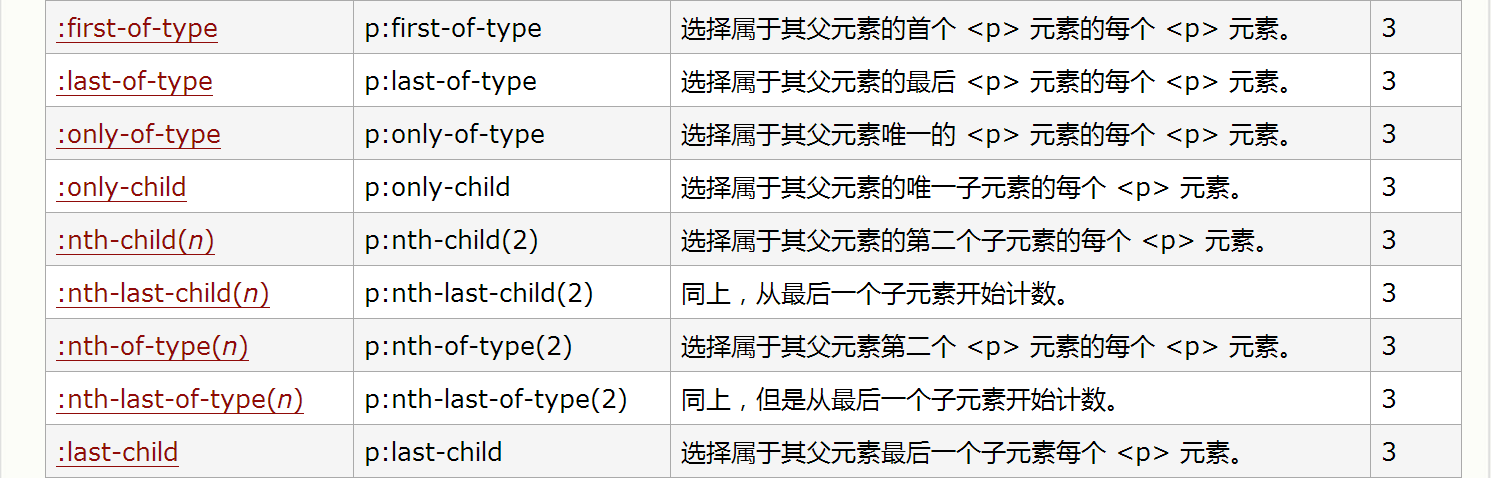 :first-of-type p:first-of-type 选择属于其父元素的首个 <p> 元素的每个 <p> 元素。 3
:last-of-type p:last-of-type 选择属于其父元素的最后 <p> 元素的每个 <p> 元素。 3
:only-of-type p:only-of-type 选择属于其父元素唯一的 <p> 元素的每个 <p> 元素。 3
:only-child p:only-child 选择属于其父元素的唯一子元素的每个 <p> 元素。 3
:nth-child(n) p:nth-child(2) 选择属于其父元素的第二个子元素的每个 <p> 元素。 3
:nth-last-child(n) p:nth-last-child(2) 同上，从最后一个子元素开始计数。 3
:nth-of-type(n) p:nth-of-type(2) 选择属于其父元素第二个 <p> 元素的每个 <p> 元素。 3
:nth-last-of-type(n) p:nth-last-of-type(2) 同上，但是从最后一个子元素开始计数。 3
:last-child p:last-child 选择属于其父元素最后一个子元素每个 <p> 元素。 3